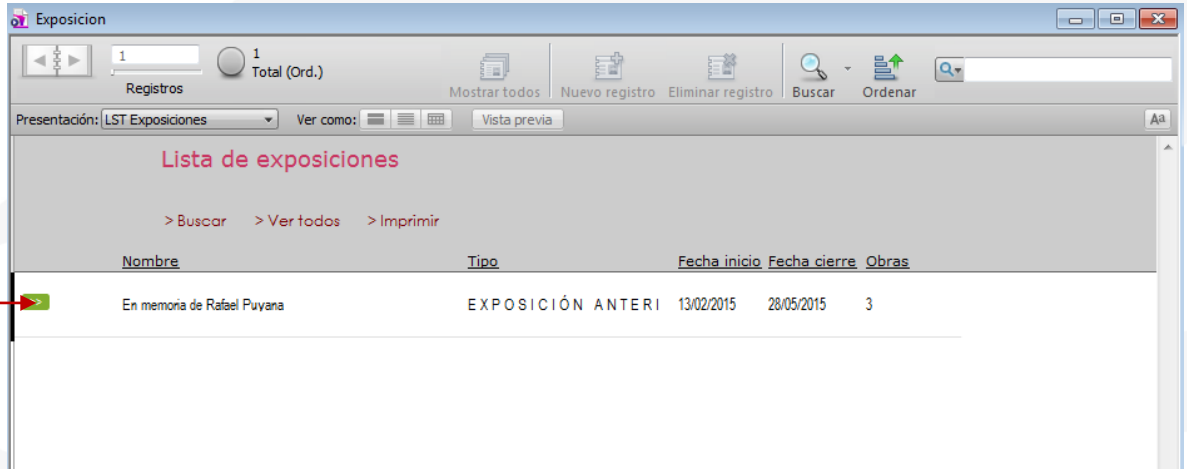 Exposicion
1
1
Total (Ord.)
Registros
Mostrar todos Nuevo registro Eliminar registro Buscar Ordenar
Presentación: LST Exposiciones Ver como: Vista previa Aa
Lista de exposiciones
> Buscar > Ver todos > Imprimir
Nombre Tipo Fecha inicio Fecha cierre Obras
> En memoria de Rafael Puyana EXPOSICIÓN ANTERI 13/02/2015 28/05/2015 3